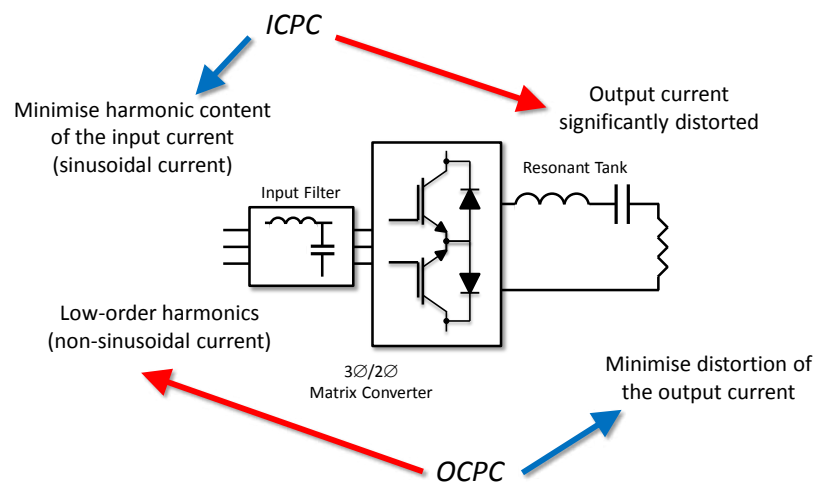 ICPC
Minimise harmonic content
of the input current
(sinusoidal current)
Output current
significantly distorted
Input Filter
Resonant Tank
Low-order harmonics
(non-sinusoidal current)
3∅/2∅
Matrix Converter
Minimise distortion of
the output current
OCPC